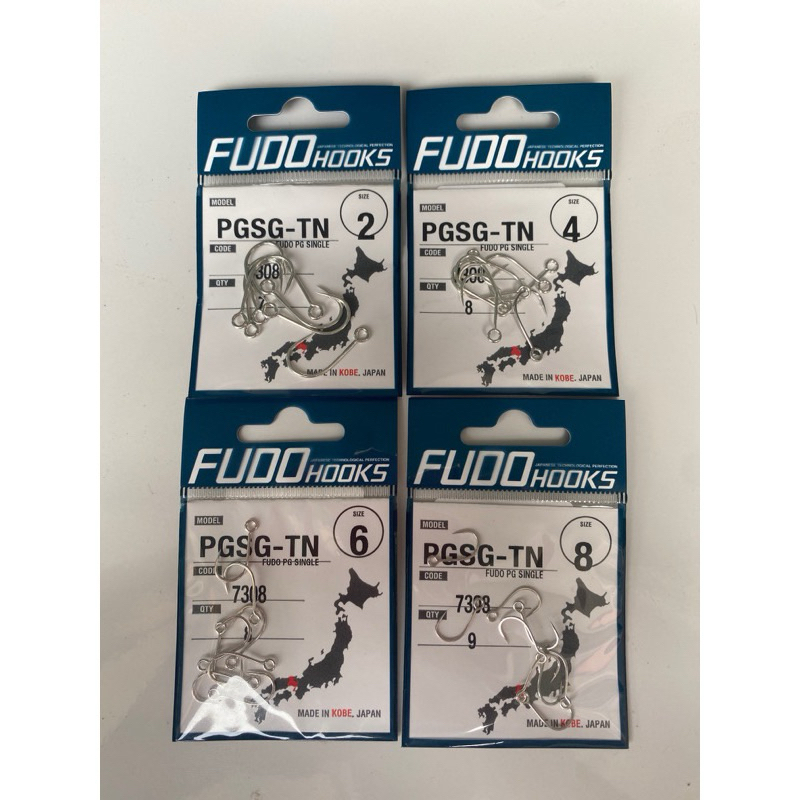 FUDO HOOKS
JAPANESE TECHNOLOGICAL PERFECTION
MODEL
SIZE
PGSG-TN
2
FUDO PG SINGLE
CODE
7308
QTY
MADE IN KOBE, JAPAN
FUDO HOOKS
JAPANESE TECHNOLOGICAL PERFECTION
MODEL
SIZE
PGSG-TN
4
FUDO PG SINGLE
CODE
7308
QTY
8
MADE IN KOBE, JAPAN
FUDO HOOKS
JAPANESE TECHNOLOGICAL PERFECTION
MODEL
SIZE
PGSG-TN
6
FUDO PG SINGLE
CODE
7308
QTY
8
MADE IN KOBE, JAPAN
FUDO HOOKS
JAPANESE TECHNOLOGICAL PERFECTION
MODEL
SIZE
PGSG-TN
8
FUDO PG SINGLE
CODE
7308
QTY
9
MADE IN KOBE, JAPAN